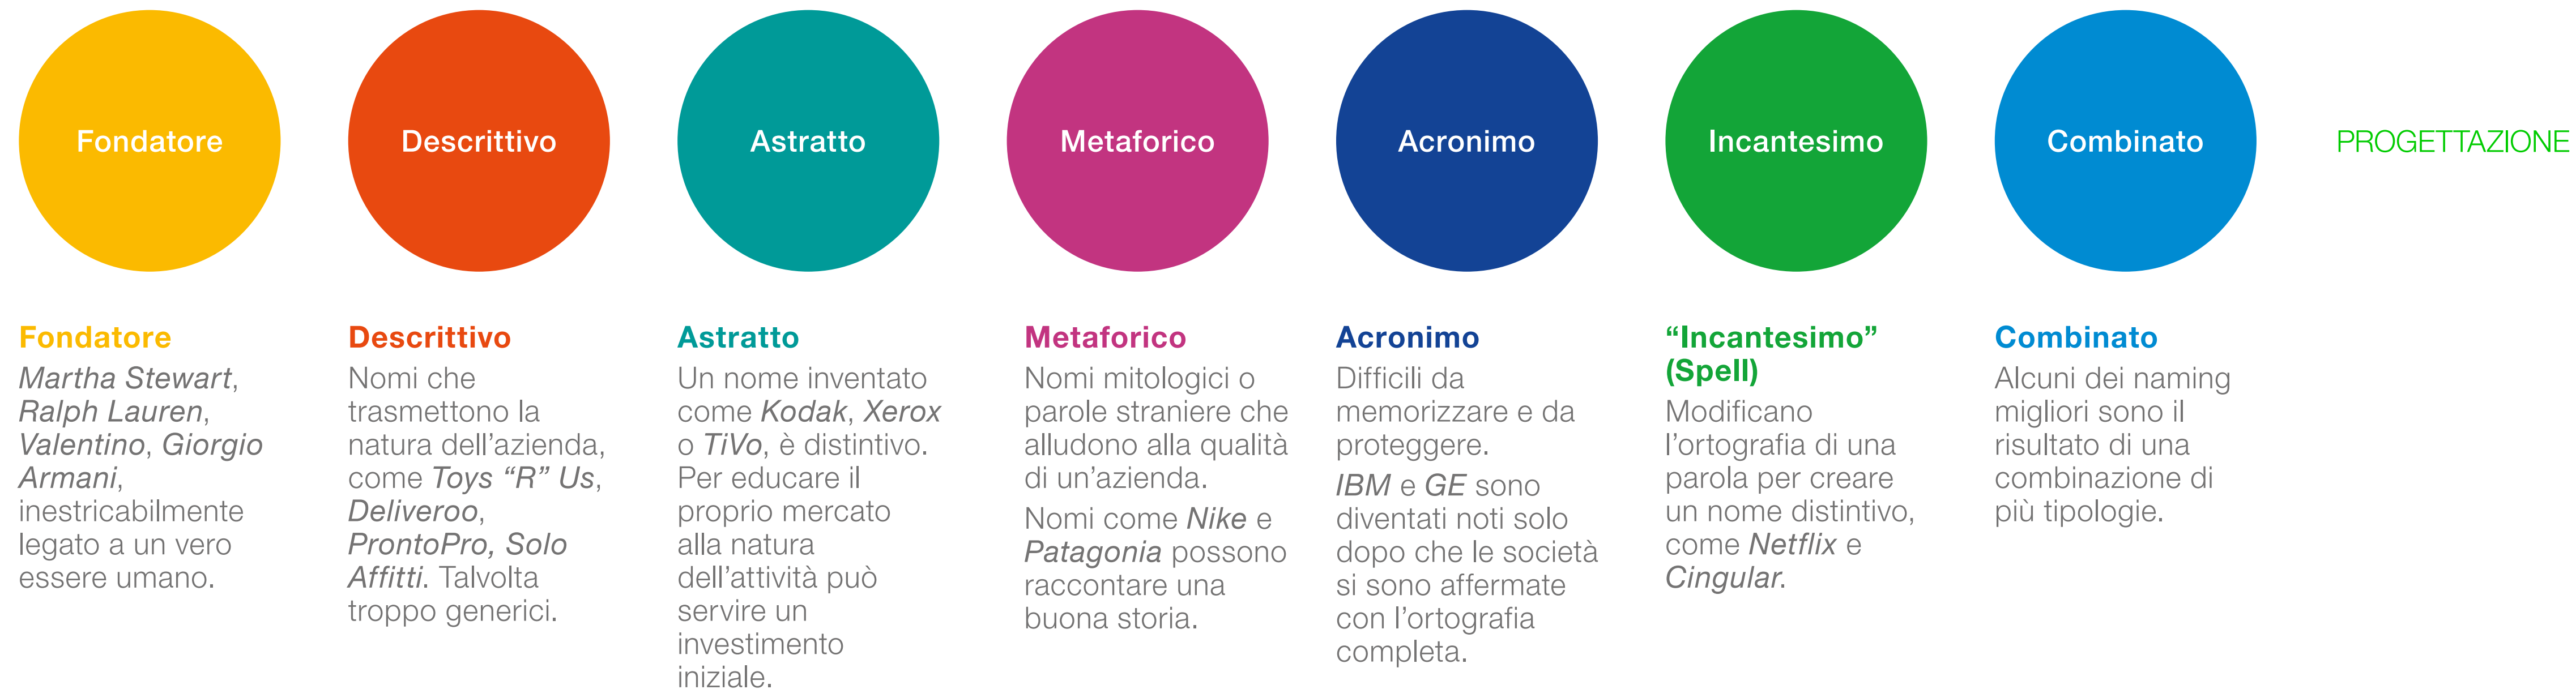 Fondatore
Descrittivo
Astratto
Metaforico
Acronimo
Incantesimo
Combinato
PROGETTAZIONE
Fondatore
Martha Stewart,
Ralph Lauren,
Valentino, Giorgio
Armani,
inestricabilmente
legato a un vero
essere umano.
Descrittivo
Nomi che
trasmettono la
natura dell’azienda,
come Toys “R” Us,
Deliveroo,
ProntoPro, Solo
Affitti. Talvolta
troppo generici.
Astratto
Un nome inventato
come Kodak, Xerox
o TiVo, è distintivo.
Per educare il
proprio mercato
alla natura
dell’attività può
servire un
investimento
iniziale.
Metaforico
Nomi mitologici o
parole straniere che
alludono alla qualità
di un’azienda.
Nomi come Nike e
Patagonia possono
raccontare una
buona storia.
Acronimo
Difficili da
memorizzare e da
proteggere.
IBM e GE sono
diventati noti solo
dopo che le società
si sono affermate
con l’ortografia
completa.
“Incantesimo”
(Spell)
Modificano
l’ortografia di una
parola per creare
un nome distintivo,
come Netflix e
Cingular.
Combinato
Alcuni dei naming
migliori sono il
risultato di una
combinazione di
più tipologie.